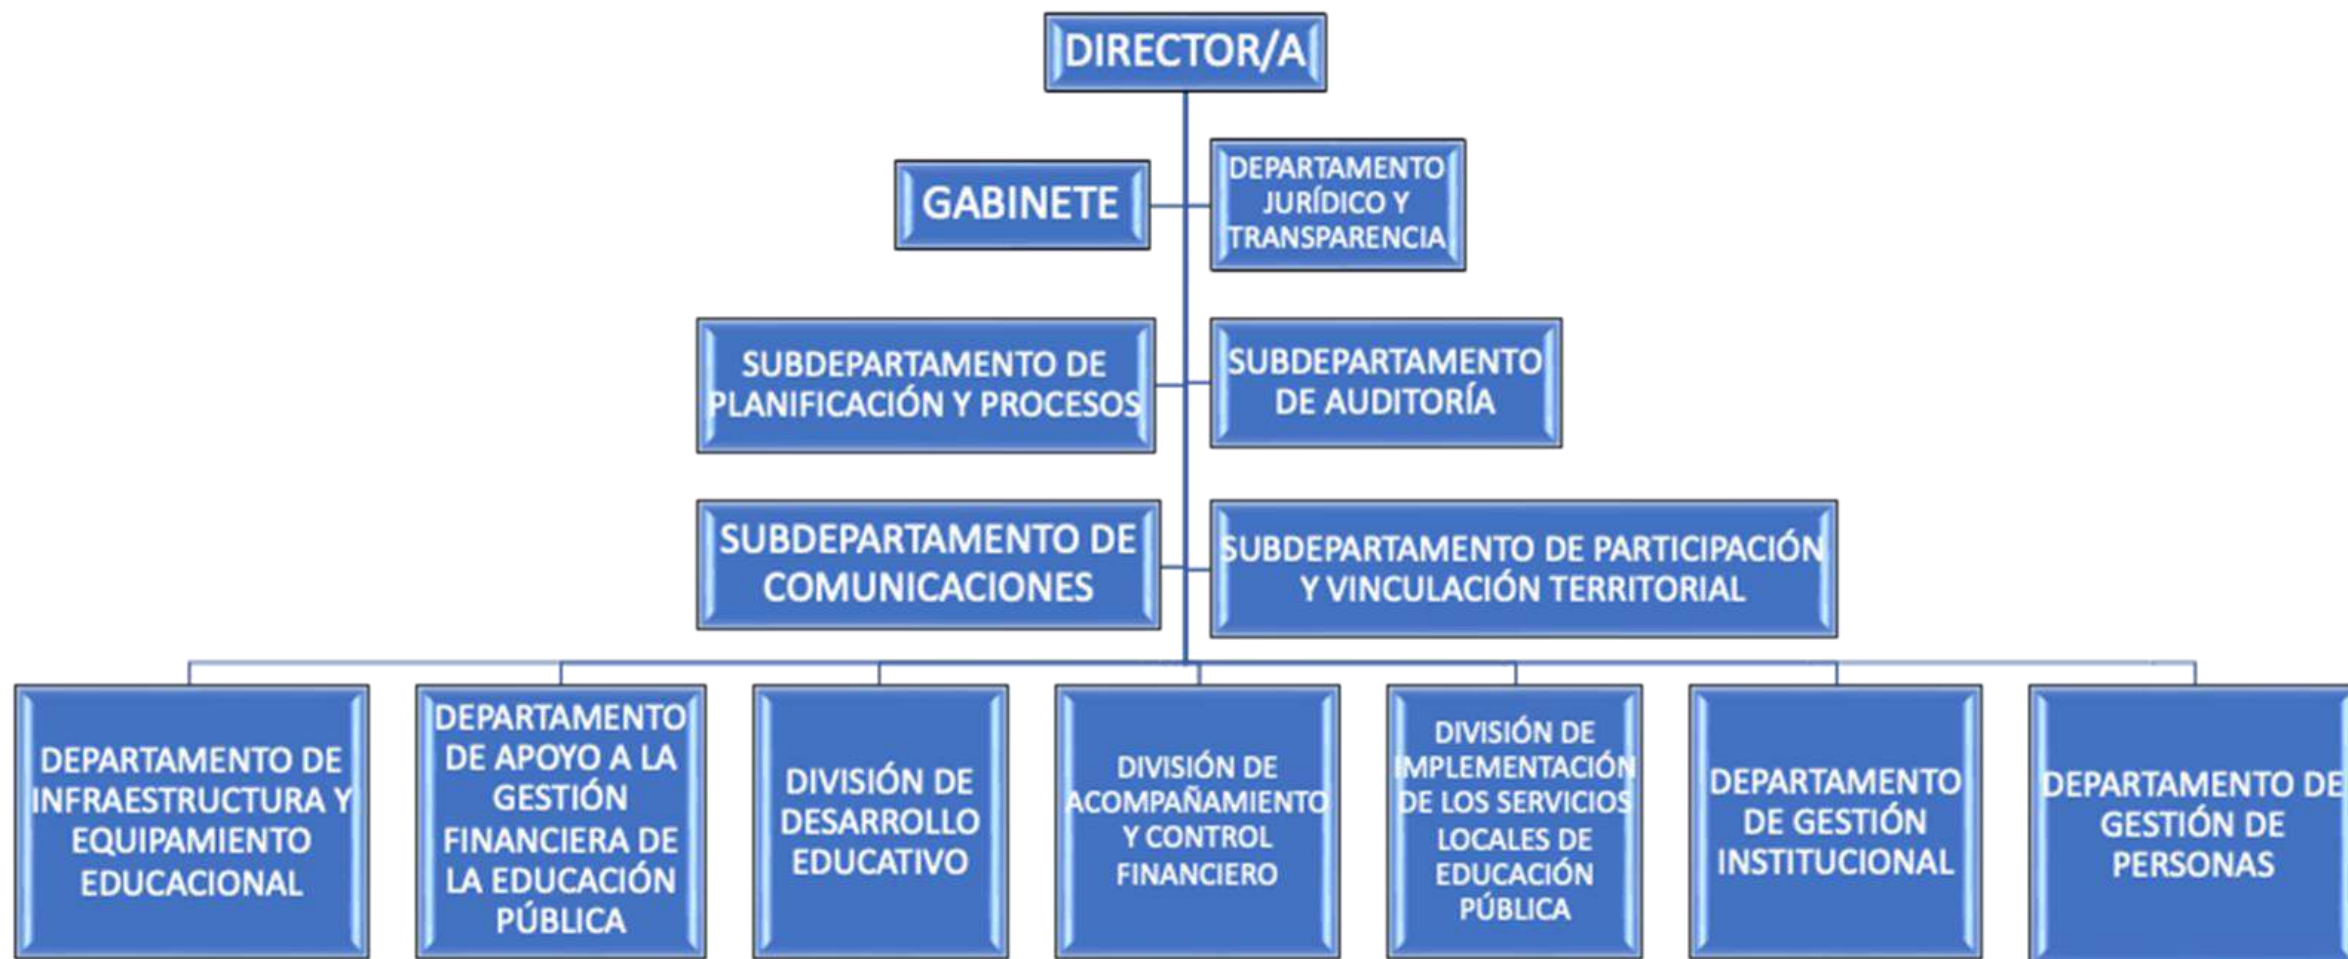 DIRECTOR/A
GABINETE
DEPARTAMENTO
JURÍDICO Y
TRANSPARENCIA
SUBDEPARTAMENTO DE
PLANIFICACIÓN Y PROCESOS
SUBDEPARTAMENTO
DE AUDITORÍA
SUBDEPARTAMENTO DE
COMUNICACIONES
SUBDEPARTAMENTO DE PARTICIPACIÓN
Y VINCULACIÓN TERRITORIAL
DEPARTAMENTO DE
INFRAESTRUCTURA Y
EQUIPAMIENTO
EDUCACIONAL
DEPARTAMENTO
DE APOYO A LA
GESTIÓN
FINANCIERA DE
LA EDUCACIÓN
PÚBLICA
DIVISIÓN DE
DESARROLLO
EDUCATIVO
DIVISIÓN DE
ACOMPAÑAMIENTO
Y CONTROL
FINANCIERO
DIVISIÓN DE
IMPLEMENTACIÓN
DE LOS SERVICIOS
LOCALES DE
EDUCACIÓN
PÚBLICA
DEPARTAMENTO
DE GESTIÓN
INSTITUCIONAL
DEPARTAMENTO DE
GESTIÓN DE
PERSONAS